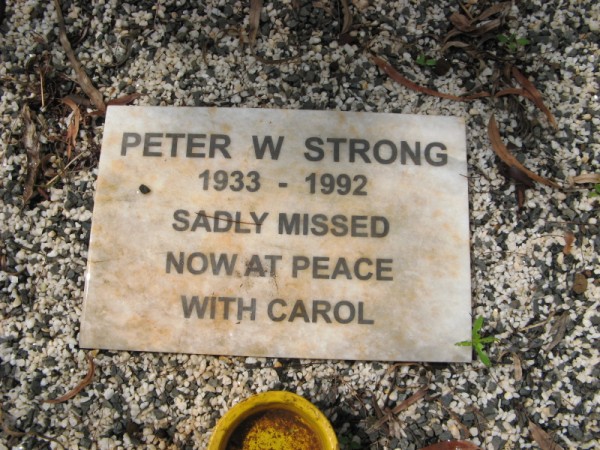 PETER W STRONG
1933 - 1992
SADLY MISSED
NOW AT PEACE
WITH CAROL